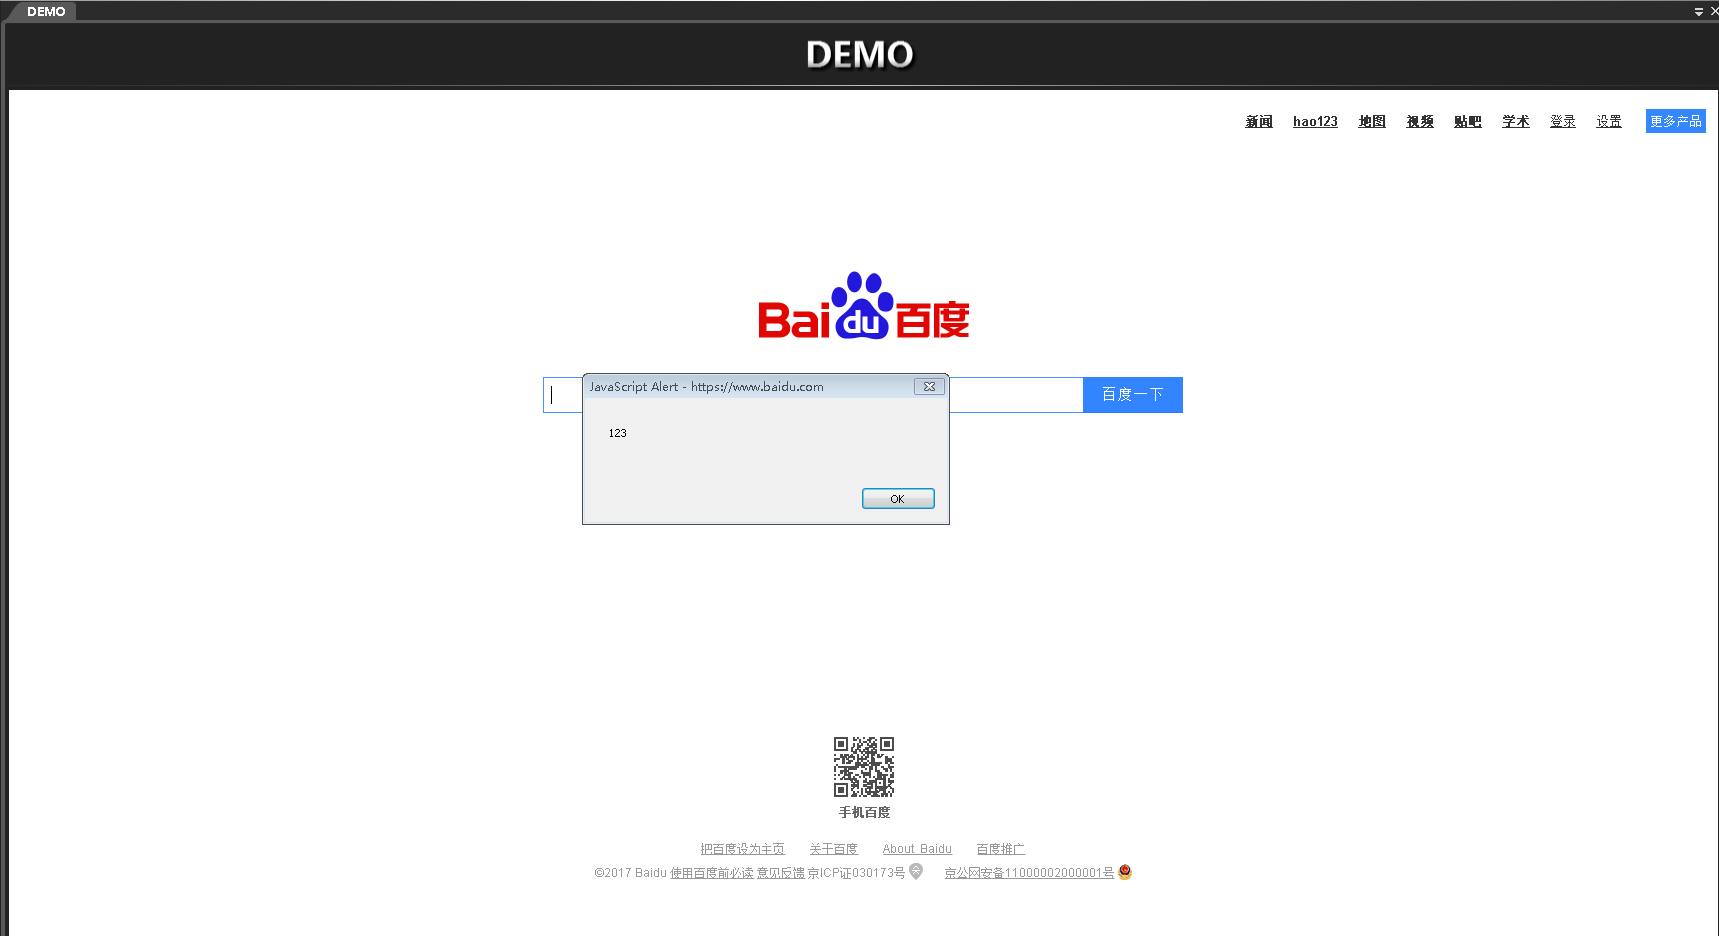 DEMO
DEMO
新闻 hao123 地图 视频 贴吧 学术 登录 设置 更多产品
Bai du 百度
百度一下
JavaScript Alert - https://www.baidu.com
123
OK
手机百度
把百度设为主页 关于百度 About Baidu 百度推广
©2017 Baidu 使用百度前必读 意见反馈 京ICP证030173号 京公网安备11000002000001号